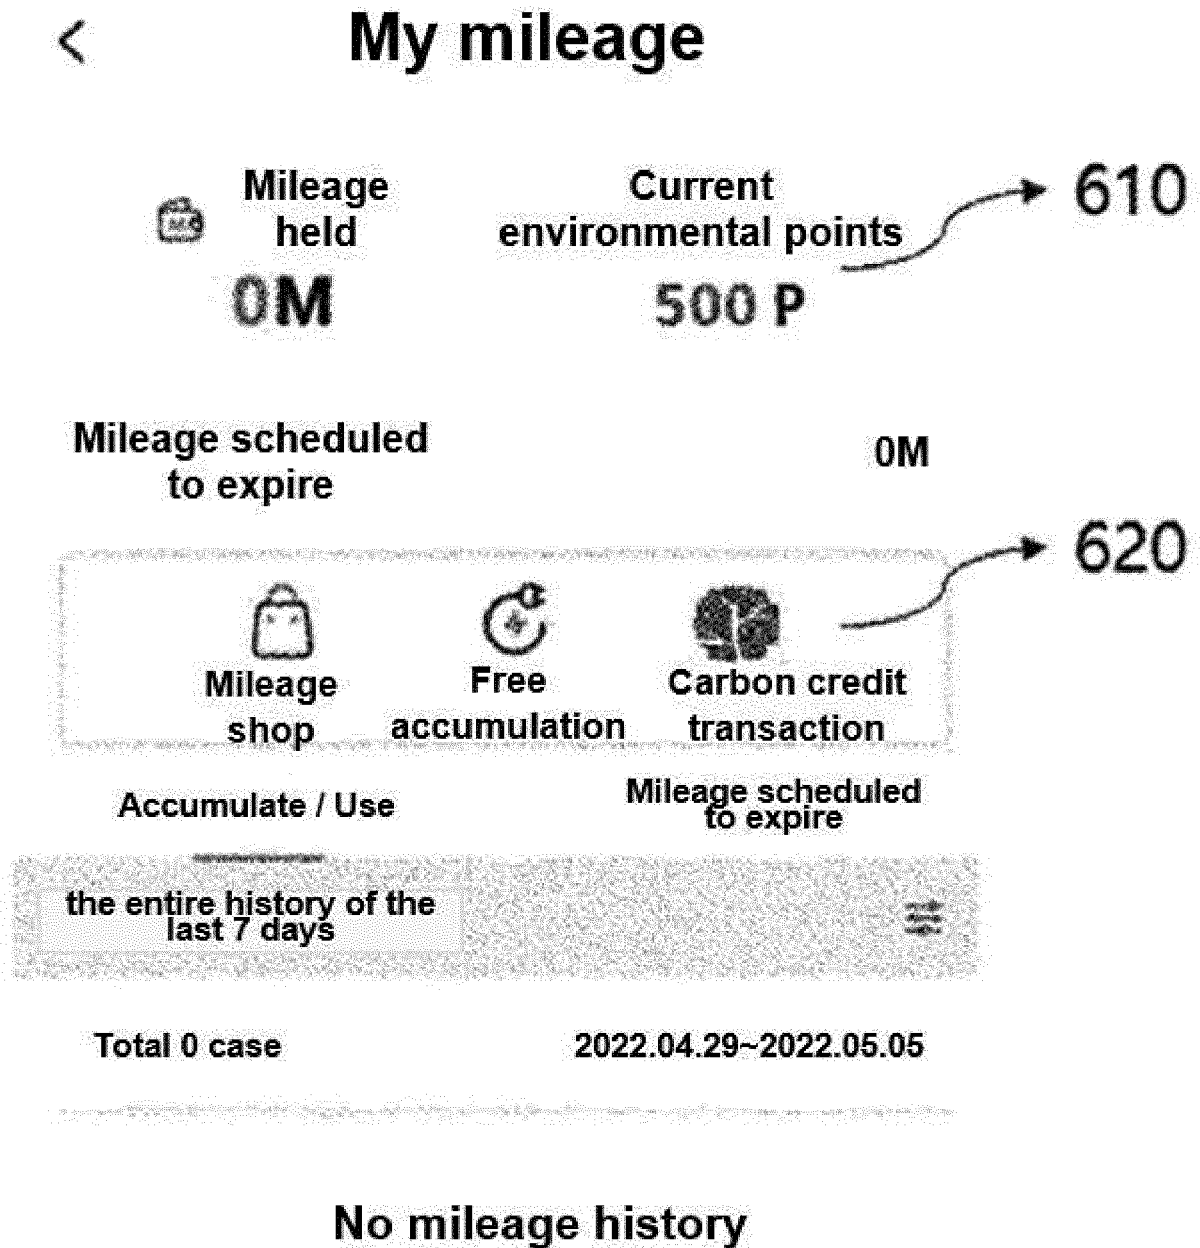 My mileage
Mileage
held
0M
Current
environmental points
500 P
610
Mileage scheduled
to expire
0M
620
Mileage
shop
Free
accumulation
Carbon credit
transaction
Accumulate / Use
Mileage scheduled
to expire
the entire history of the
last 7 days
Total 0 case
2022.04.29~2022.05.05
No mileage history